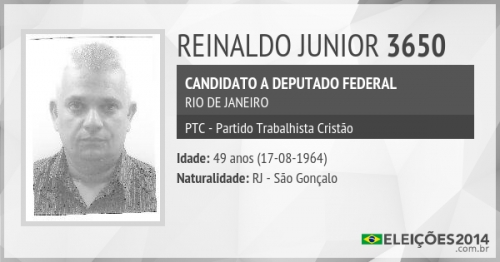 REINALDO JUNIOR 3650
CANDIDATO A DEPUTADO FEDERAL
RIO DE JANEIRO
PTC - Partido Trabalhista Cristão
Idade: 49 anos (17-08-1964)
Naturalidade: RJ - São Gonçalo
ELEIÇÕES2014
.com.br